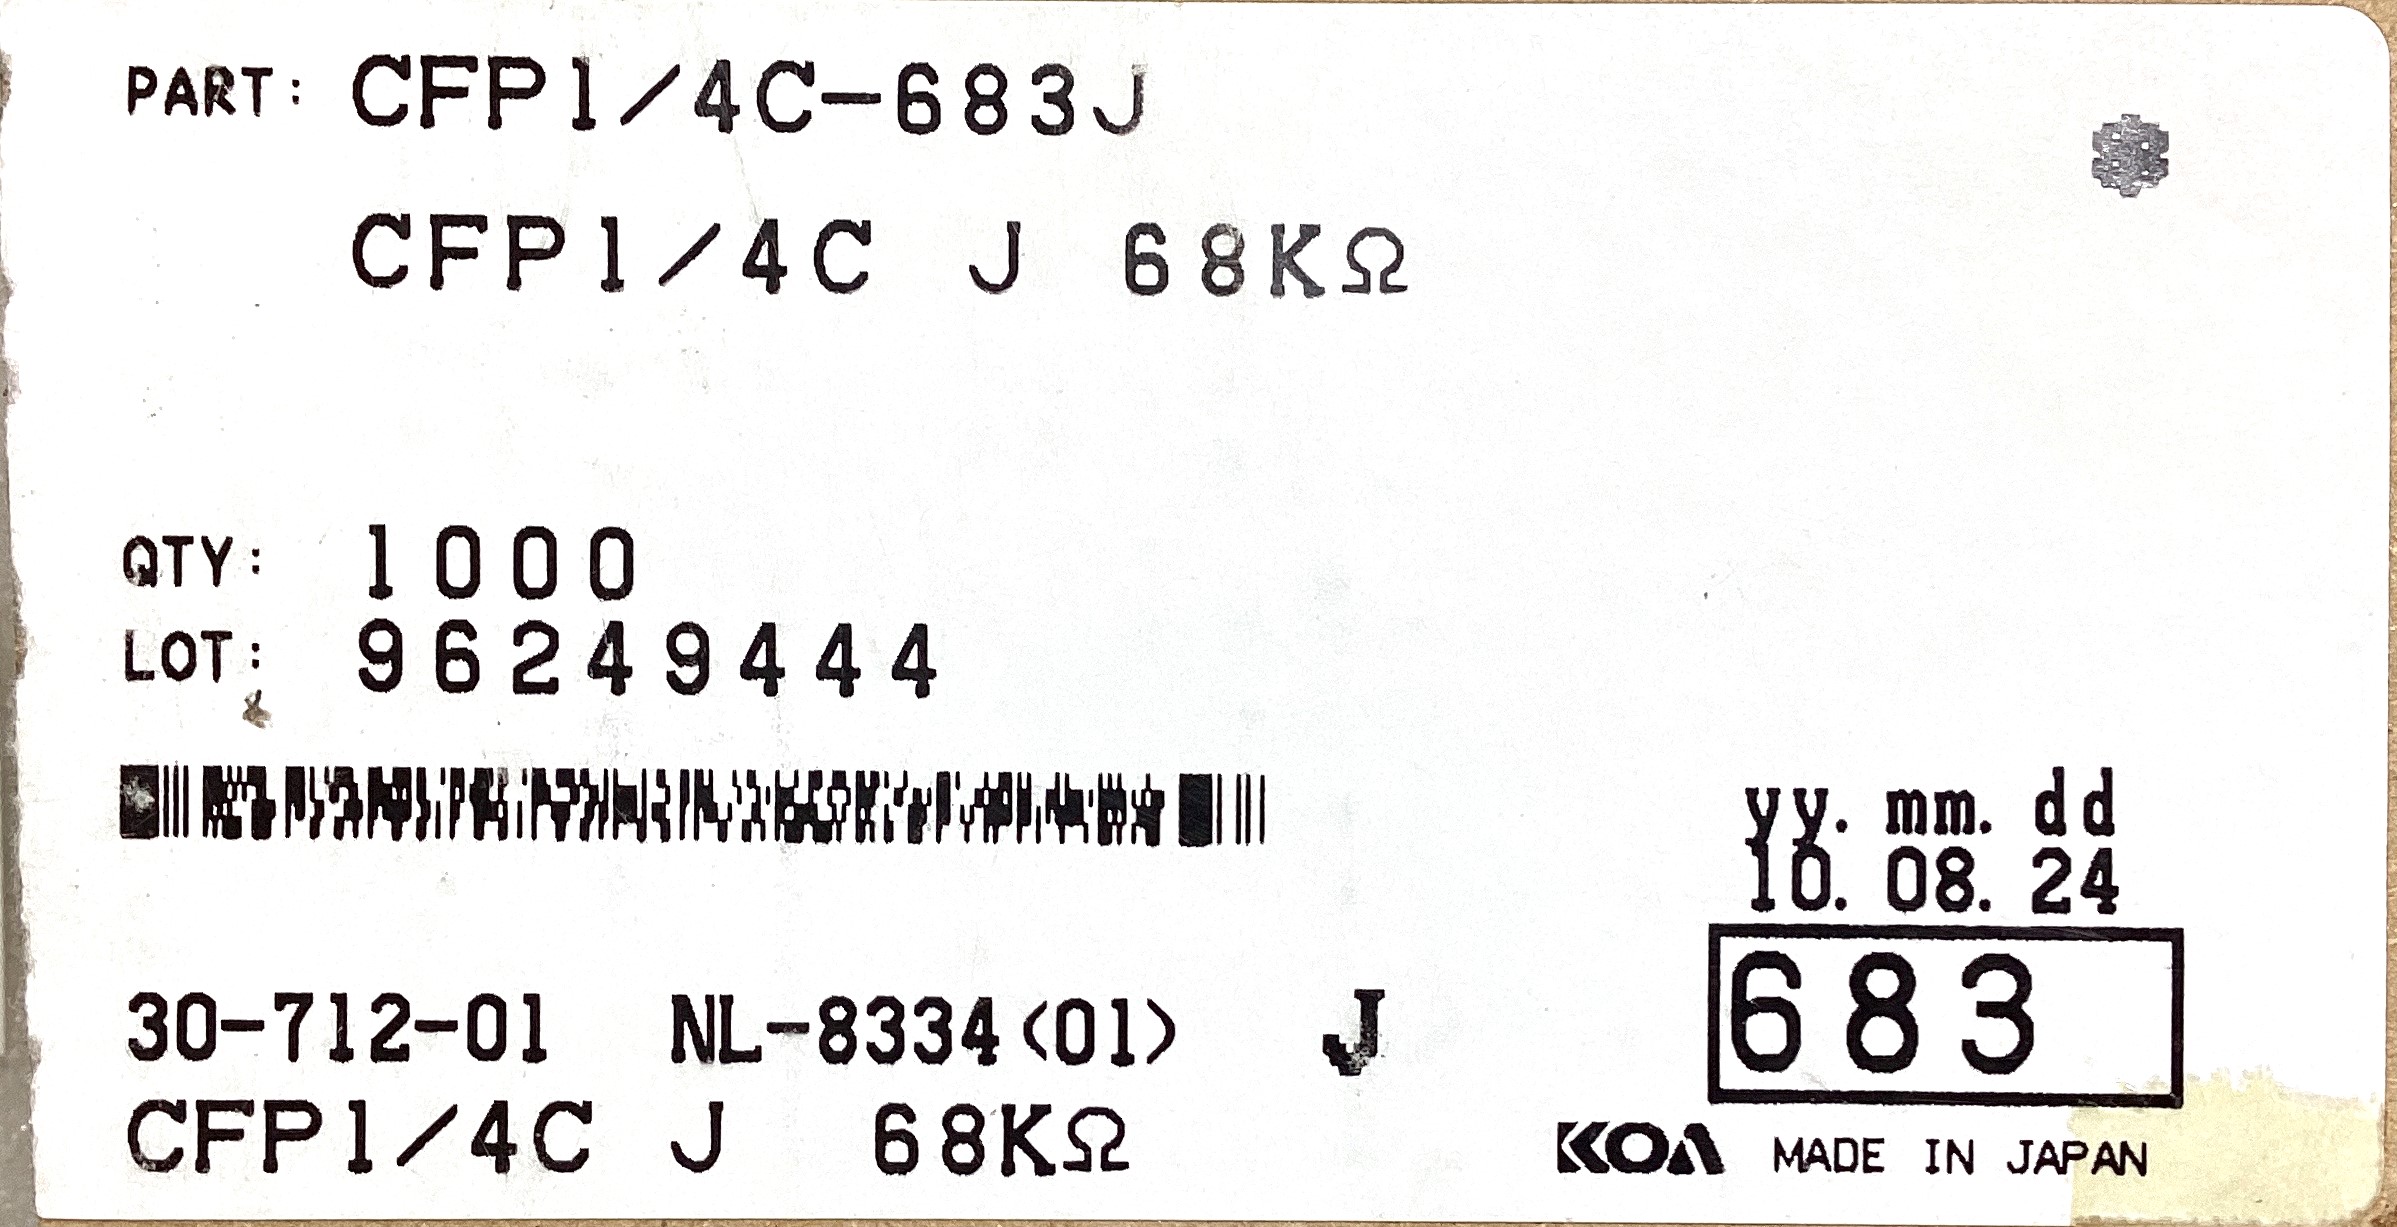 PART: CFP1/4C-683J
CFP1/4C J 68KΩ
QTY: 1000
LOT: 96249444
yy. mm. dd
10. 08. 24
683
30-712-01 NL-8334<01> J
CFP1/4C J 68KΩ
KOA MADE IN JAPAN